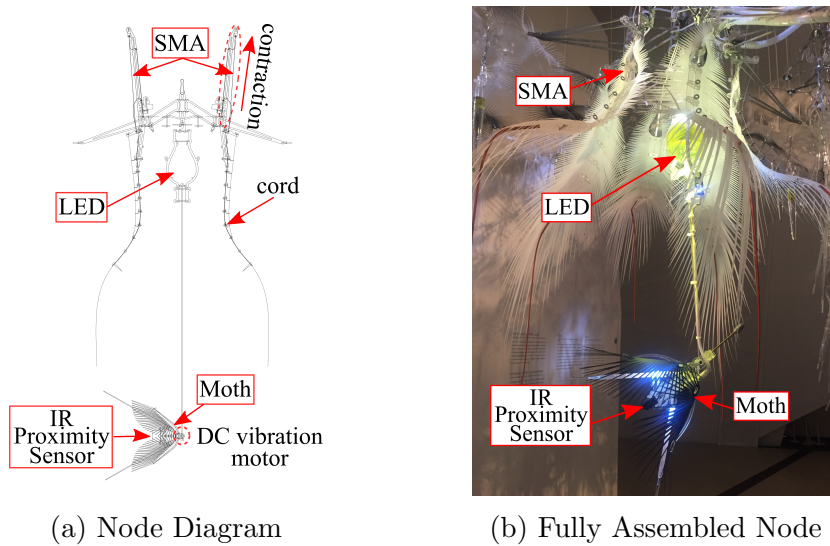 SMA
contraction
LED
cord
Moth
IR
Proximity
Sensor
DC vibration
motor
(a) Node Diagram
SMA
LED
IR
Proximity
Sensor
Moth
(b) Fully Assembled Node